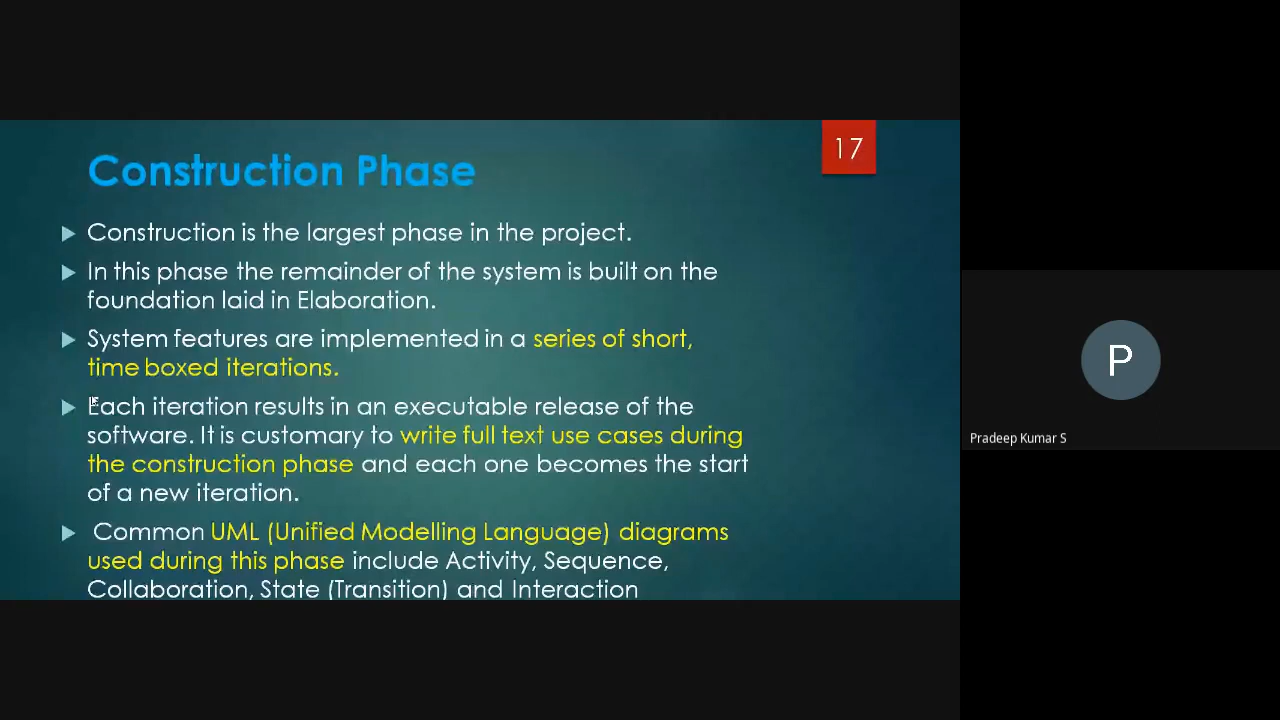 17
Construction Phase
Construction is the largest phase in the project.
In this phase the remainder of the system is built on the
foundation laid in Elaboration.
System features are implemented in a series of short,
time boxed iterations.
Each iteration results in an executable release of the
software. It is customary to write full text use cases during
the construction phase and each one becomes the start
of a new iteration.
Common UML (Unified Modelling Language) diagrams
used during this phase include Activity, Sequence,
Collaboration, State (Transition) and Interaction
P
Pradeep Kumar S